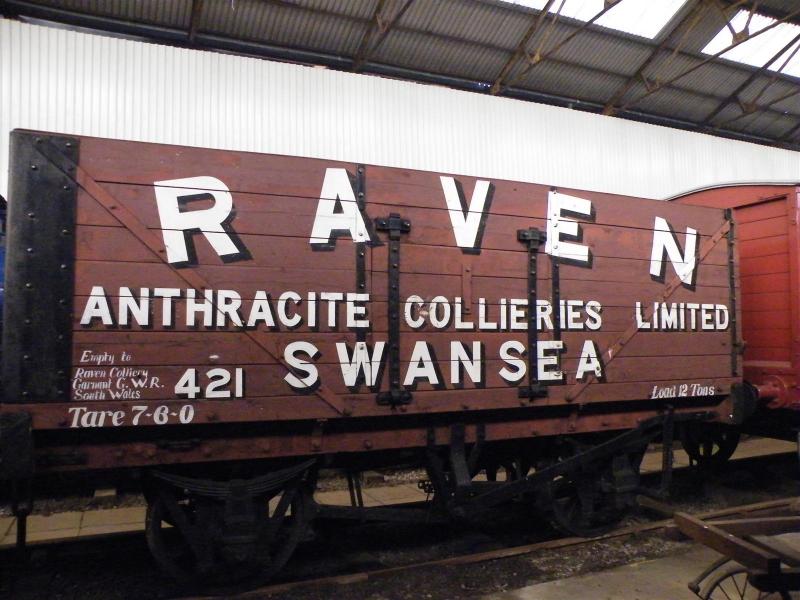 RAVEN
ANTHRACITE COLLIERIES LIMITED
SWANSEA
Empty to
Raven Colliery
Garnant G.W.R.
South Wales
421
Load 12 Tons
Tare 7-6-0